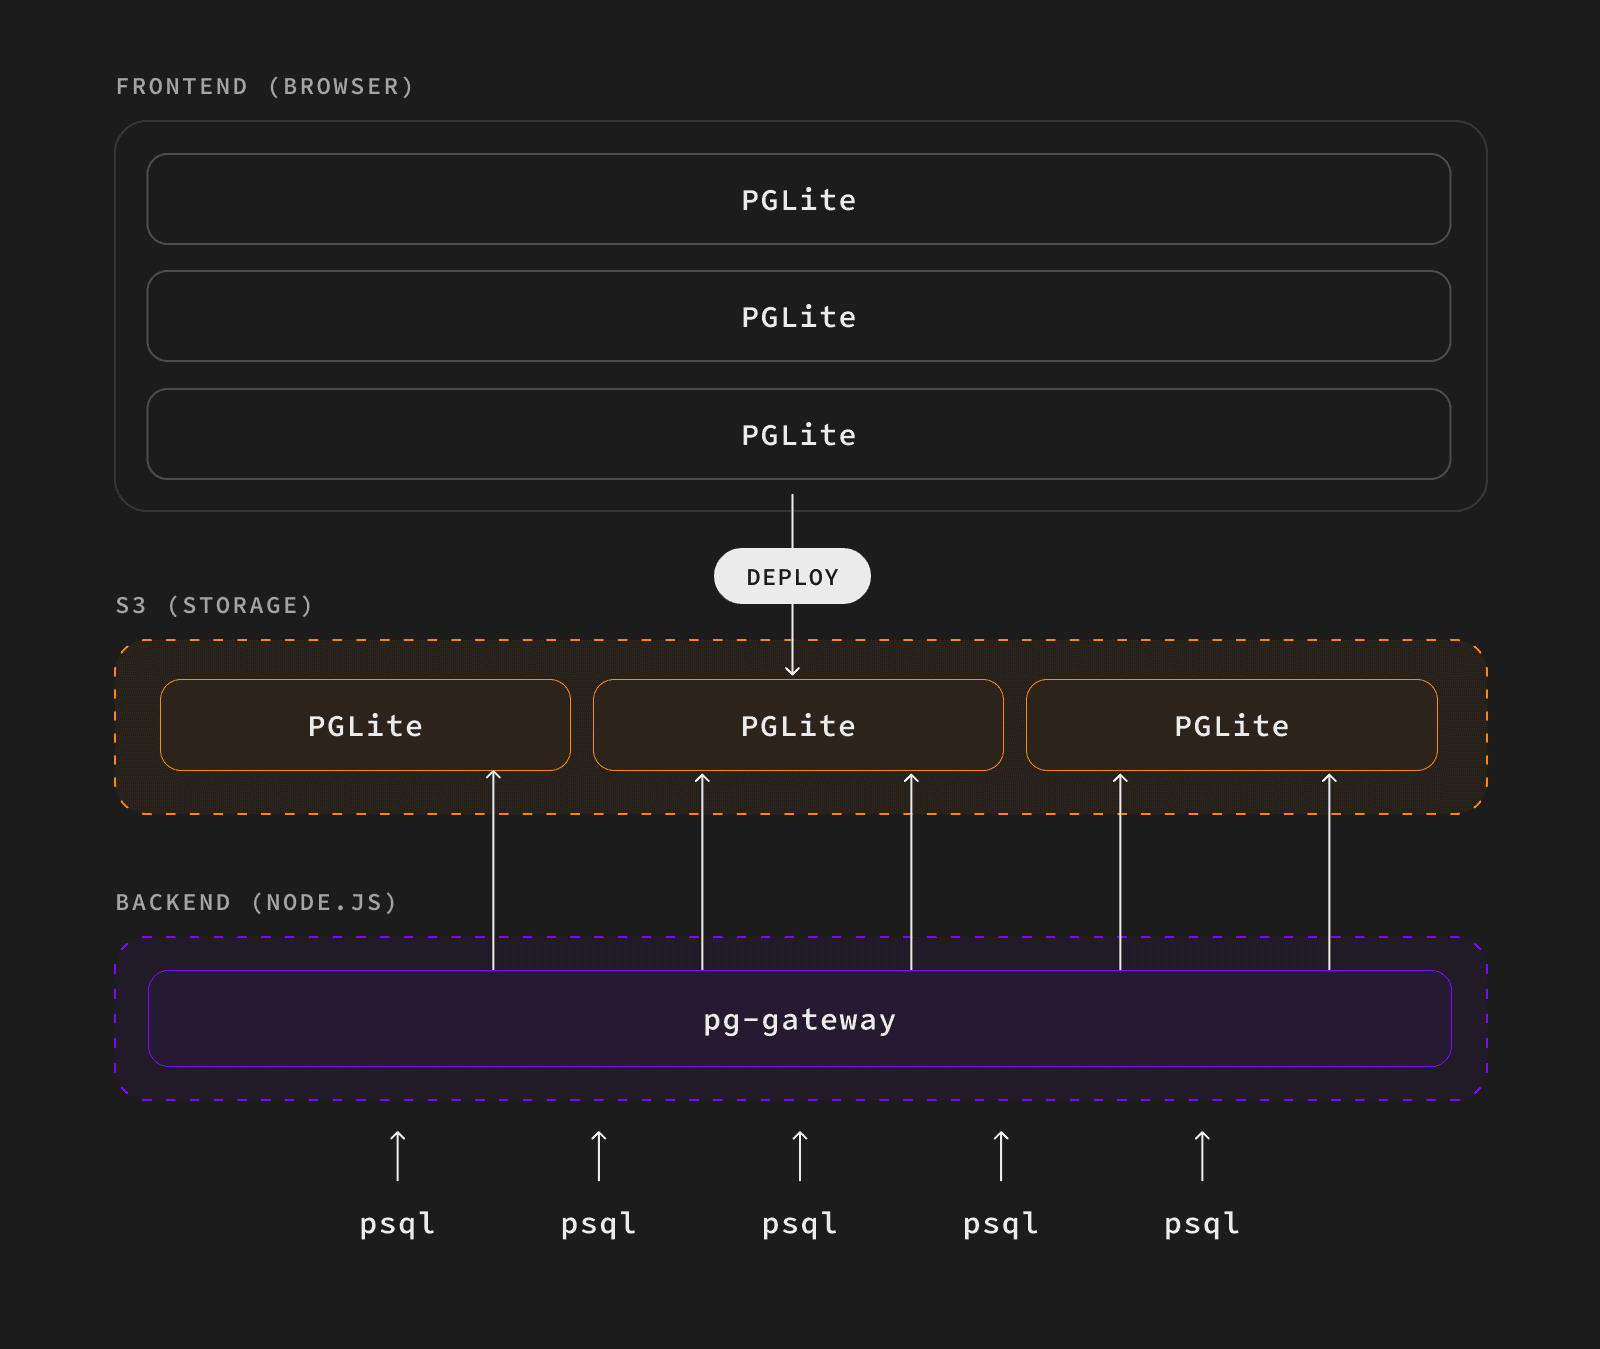 FRONTEND (BROWSER)
PGLite
PGLite
PGLite
DEPLOY
S3 (STORAGE)
PGLite PGLite PGLite
BACKEND (NODE.JS)
pg-gateway
psql psql psql psql psql